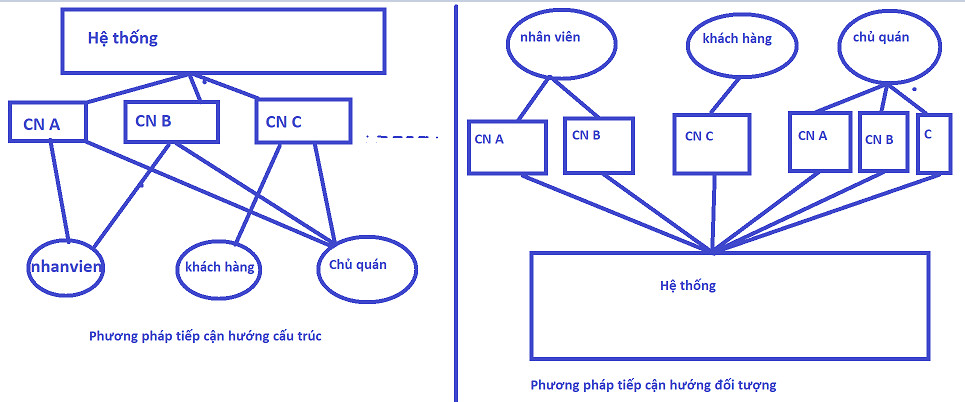 Hệ thống
CN A
CN B
CN C
nhanvien
khách hàng
Chủ quán
Phương pháp tiếp cận hướng cấu trúc
nhân viên
khách hàng
chủ quán
CN A
CN B
CN C
CN A
CN B
C
Hệ thống
Phương pháp tiếp cận hướng đối tượng